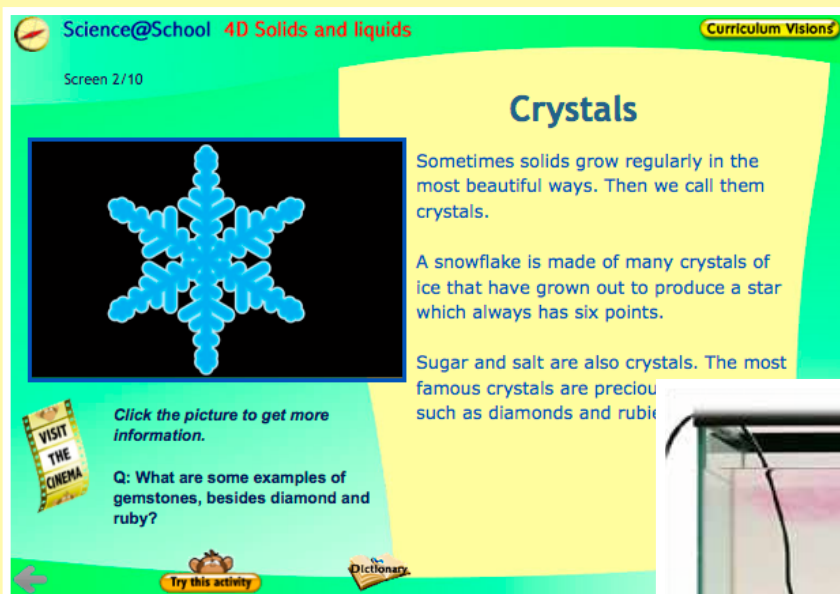 Science@School 4D Solids and liquids
Curriculum Visions
Screen 2/10
Crystals
Sometimes solids grow regularly in the
most beautiful ways. Then we call them
crystals.
A snowflake is made of many crystals of
ice that have grown out to produce a star
which always has six points.
Sugar and salt are also crystals. The most
famous crystals are
such as diamonds and
VISIT
THE
CINEMA
Click the picture to get more
information.
Q: What are some examples of
gemstones, besides diamond and
ruby?
Try this activity
Dictionary